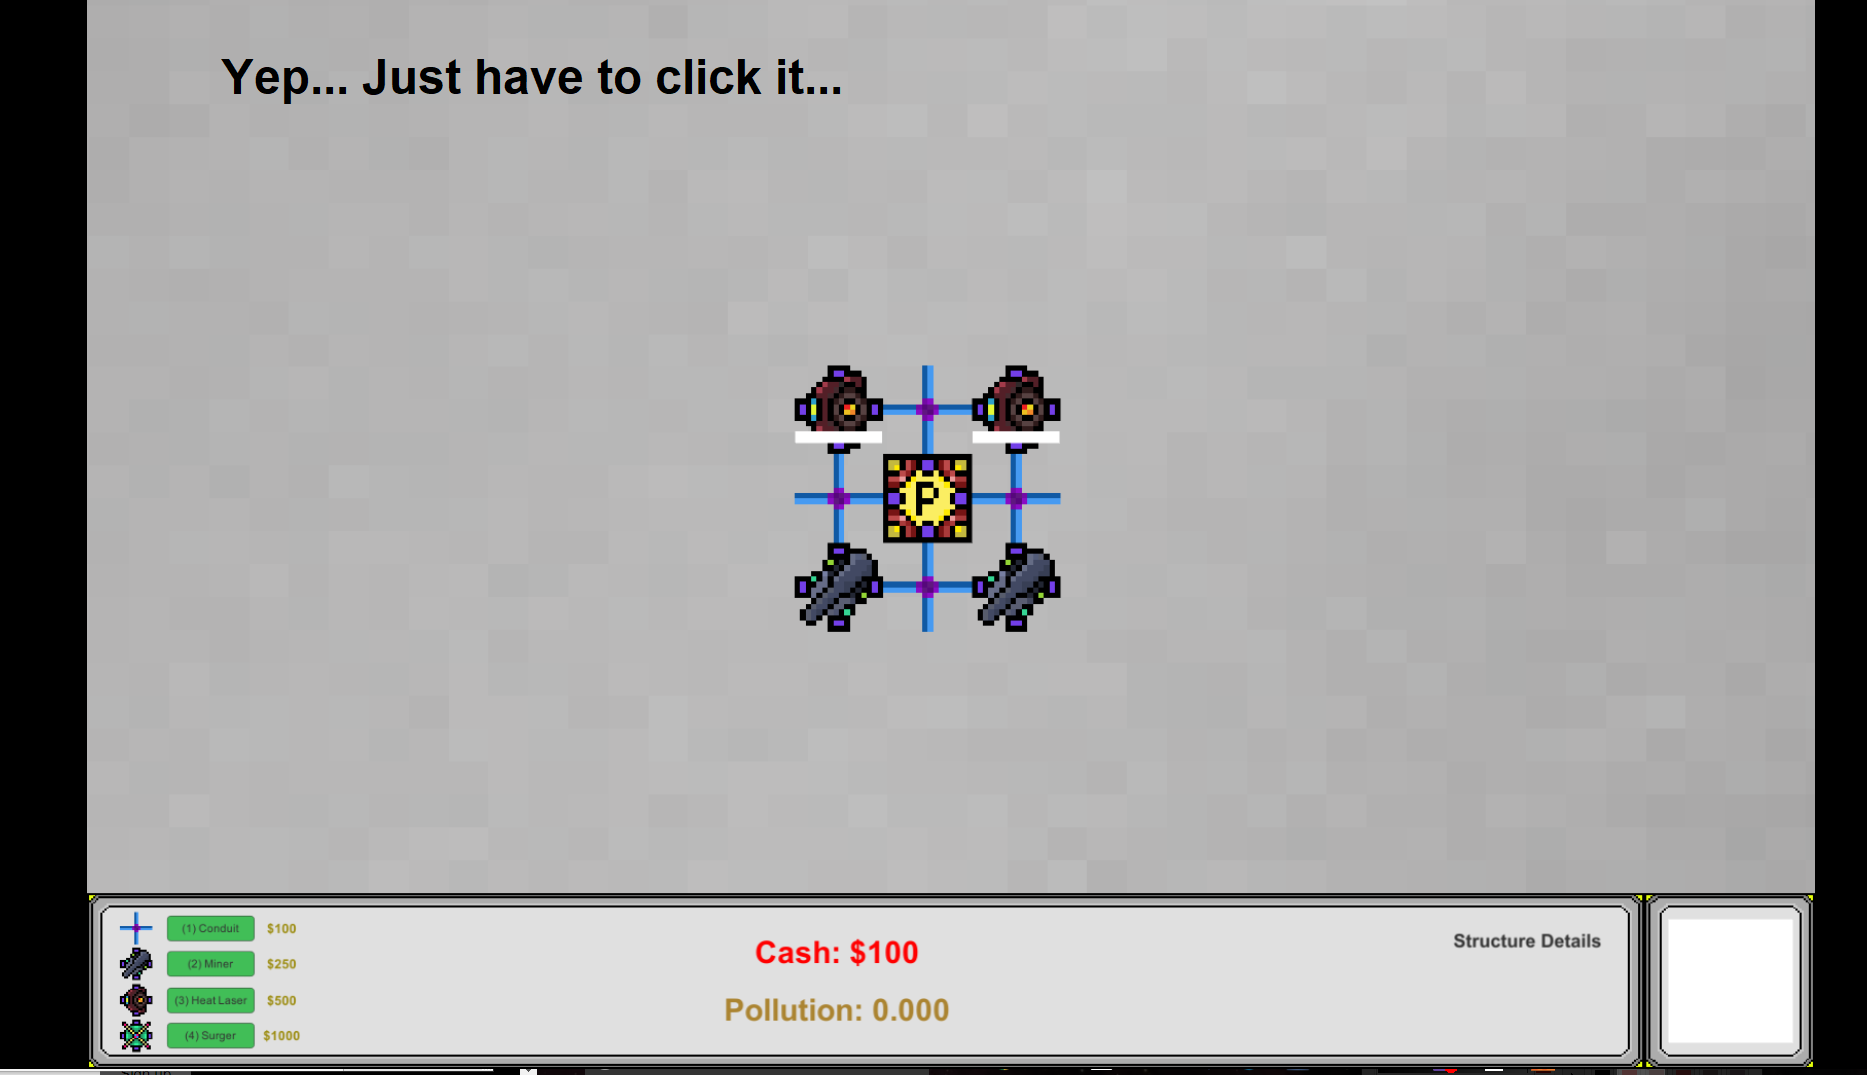 Yep... Just have to click it...
P
(1) Conduit $100
(2) Miner $250
(3) Heat Laser $500
(4) Surger $1000
Cash: $100
Pollution: 0.000
Structure Details